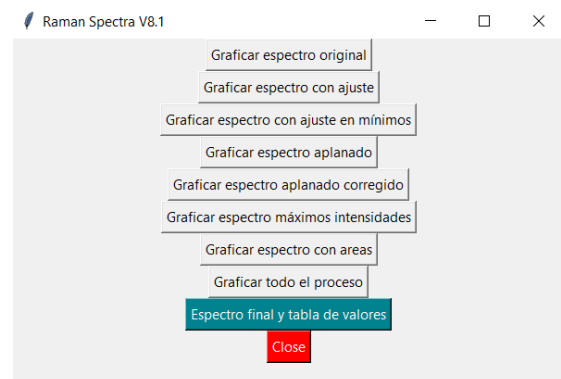 Raman Spectra V8.1
Graficar espectro original
Graficar espectro con ajuste
Graficar espectro con ajuste en mínimos
Graficar espectro aplanado
Graficar espectro aplanado corregido
Graficar espectro máximos intensidades
Graficar espectro con areas
Graficar todo el proceso
Espectro final y tabla de valores
Close